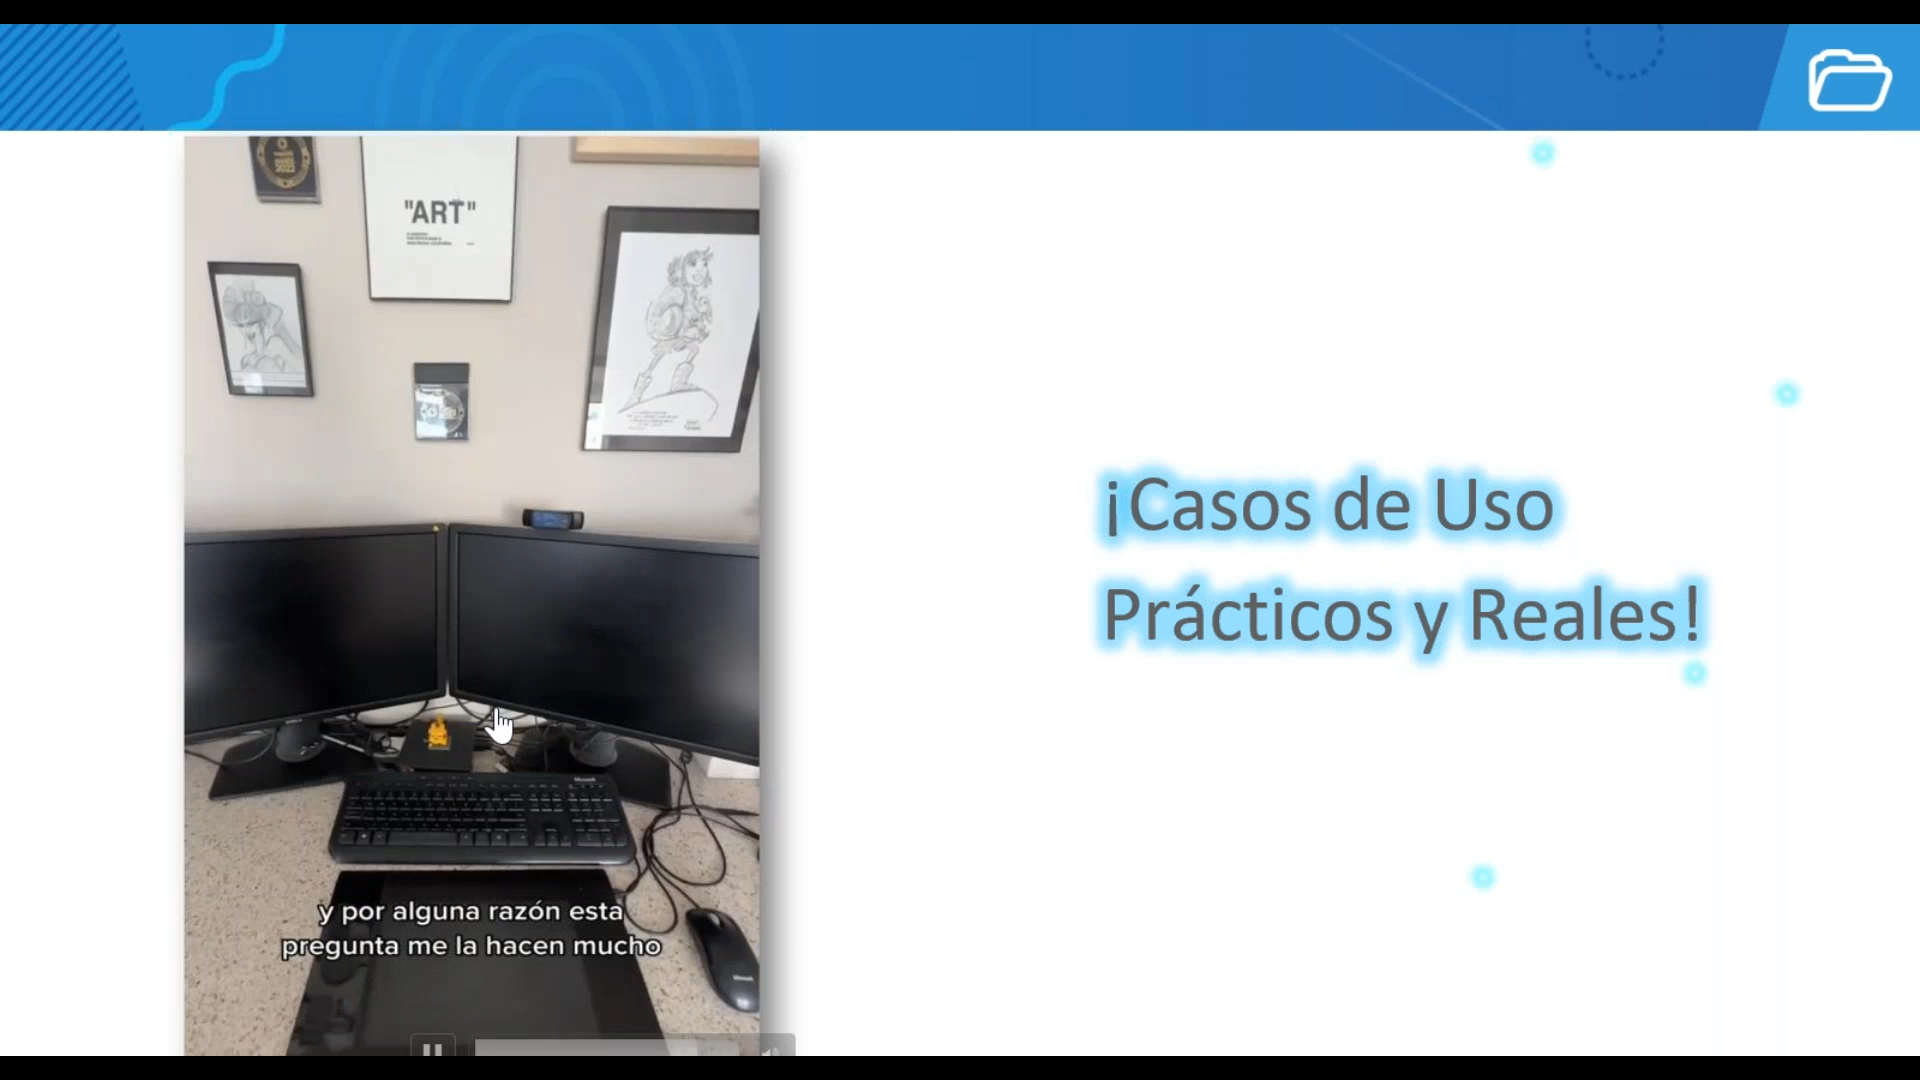 "ART"
¡Casos de Uso
Prácticos y Reales!
y por alguna razón esta
pregunta me la hacen mucho